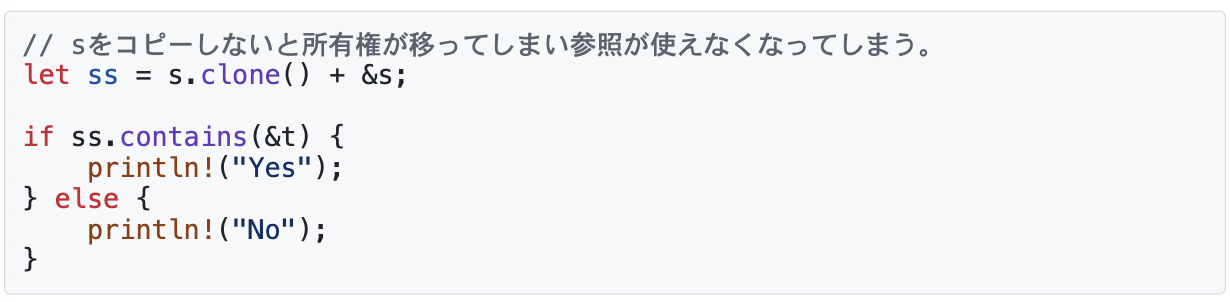 // sをコピーしないと所有権が移ってしまい参照が使えなくなってしまう。
let ss = s.clone() + &s;

if ss.contains(&t) {
    println!("Yes");
} else {
    println!("No");
}